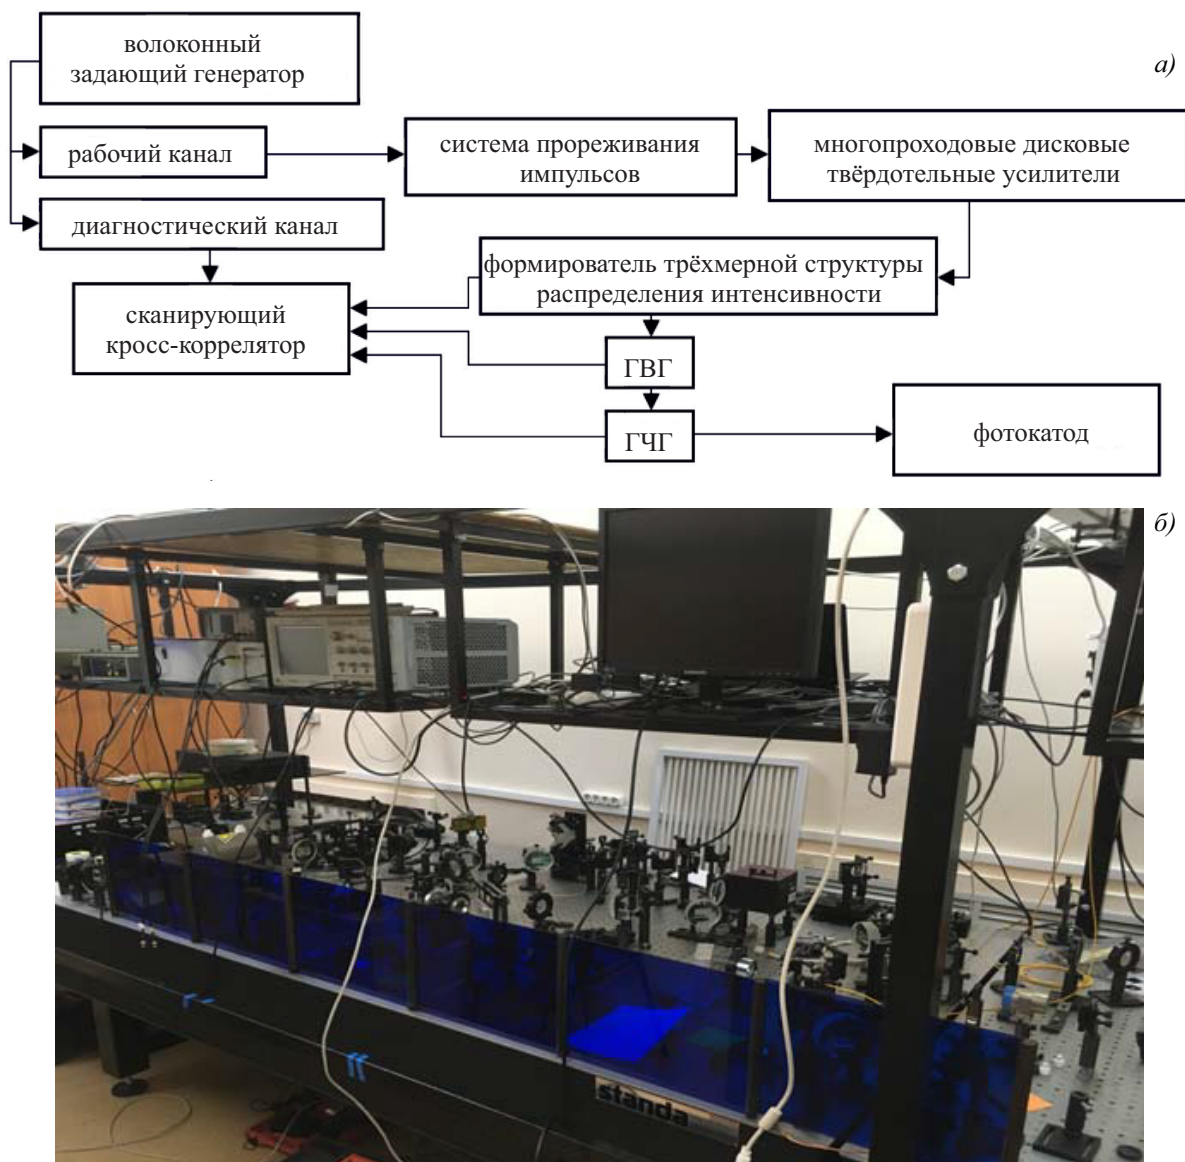 волоконный
задающий генератор
а)
рабочий канал
система прореживания
импульсов
многопроходовые дисковые
твёрдотельные усилители
диагностический канал
формирователь трёхмерной структуры
распределения интенсивности
сканирующий
кросс-коррелятор
ГВГ
ГЧГ
фотокатод
б)
standa